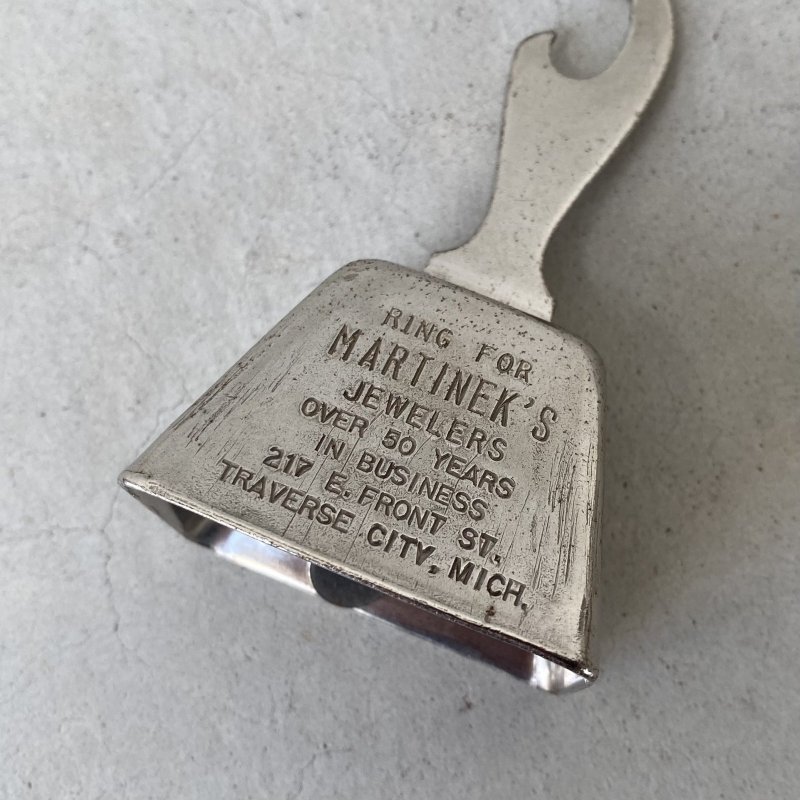 RING FOR
MARTINEK'S
JEWELERS
OVER 50 YEARS
IN BUSINESS
217 E. FRONT ST.
TRAVERSE CITY, MICH.